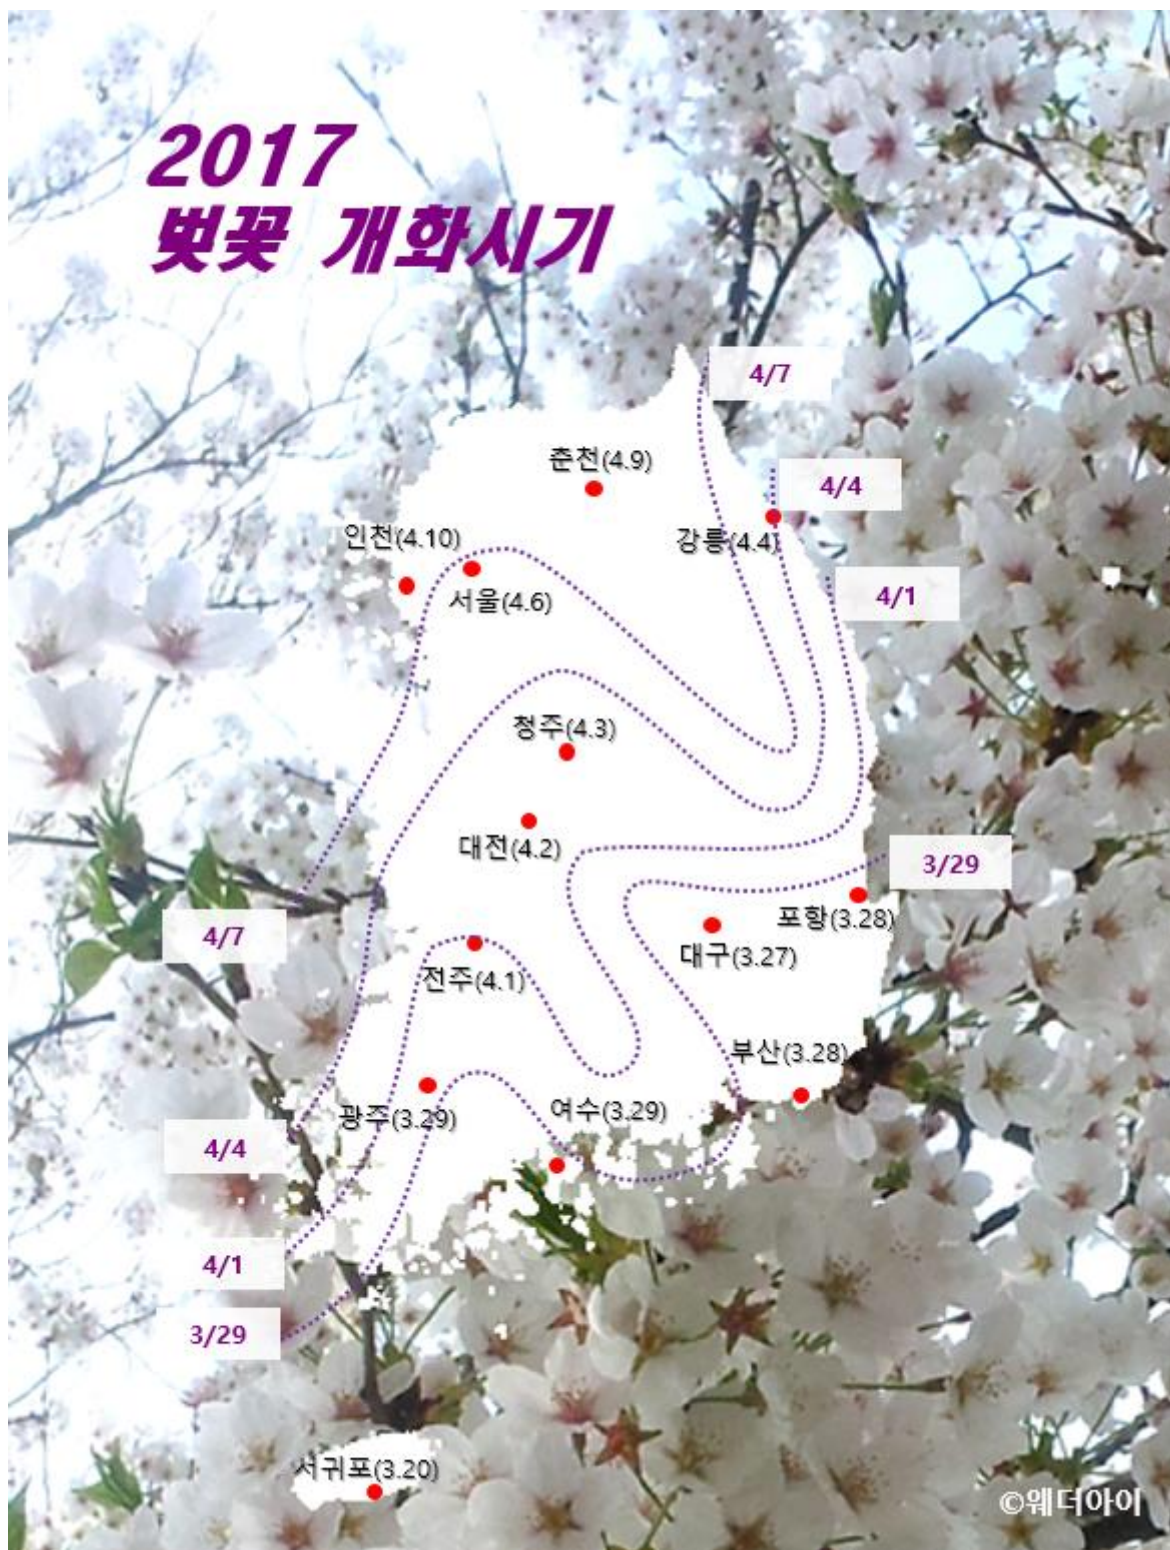 2017
벚꽃 개화시기
4/7
춘천(4.9)
4/4
인천(4.10)
강릉(4.4)
서울(4.6)
4/1
청주(4.3)
대전(4.2)
3/29
포항(3.28)
4/7
대구(3.27)
전주(4.1)
부산(3.28)
광주(3.29)
여수(3.29)
4/4
4/1
3/29
서귀포(3.20)
©웨더아이